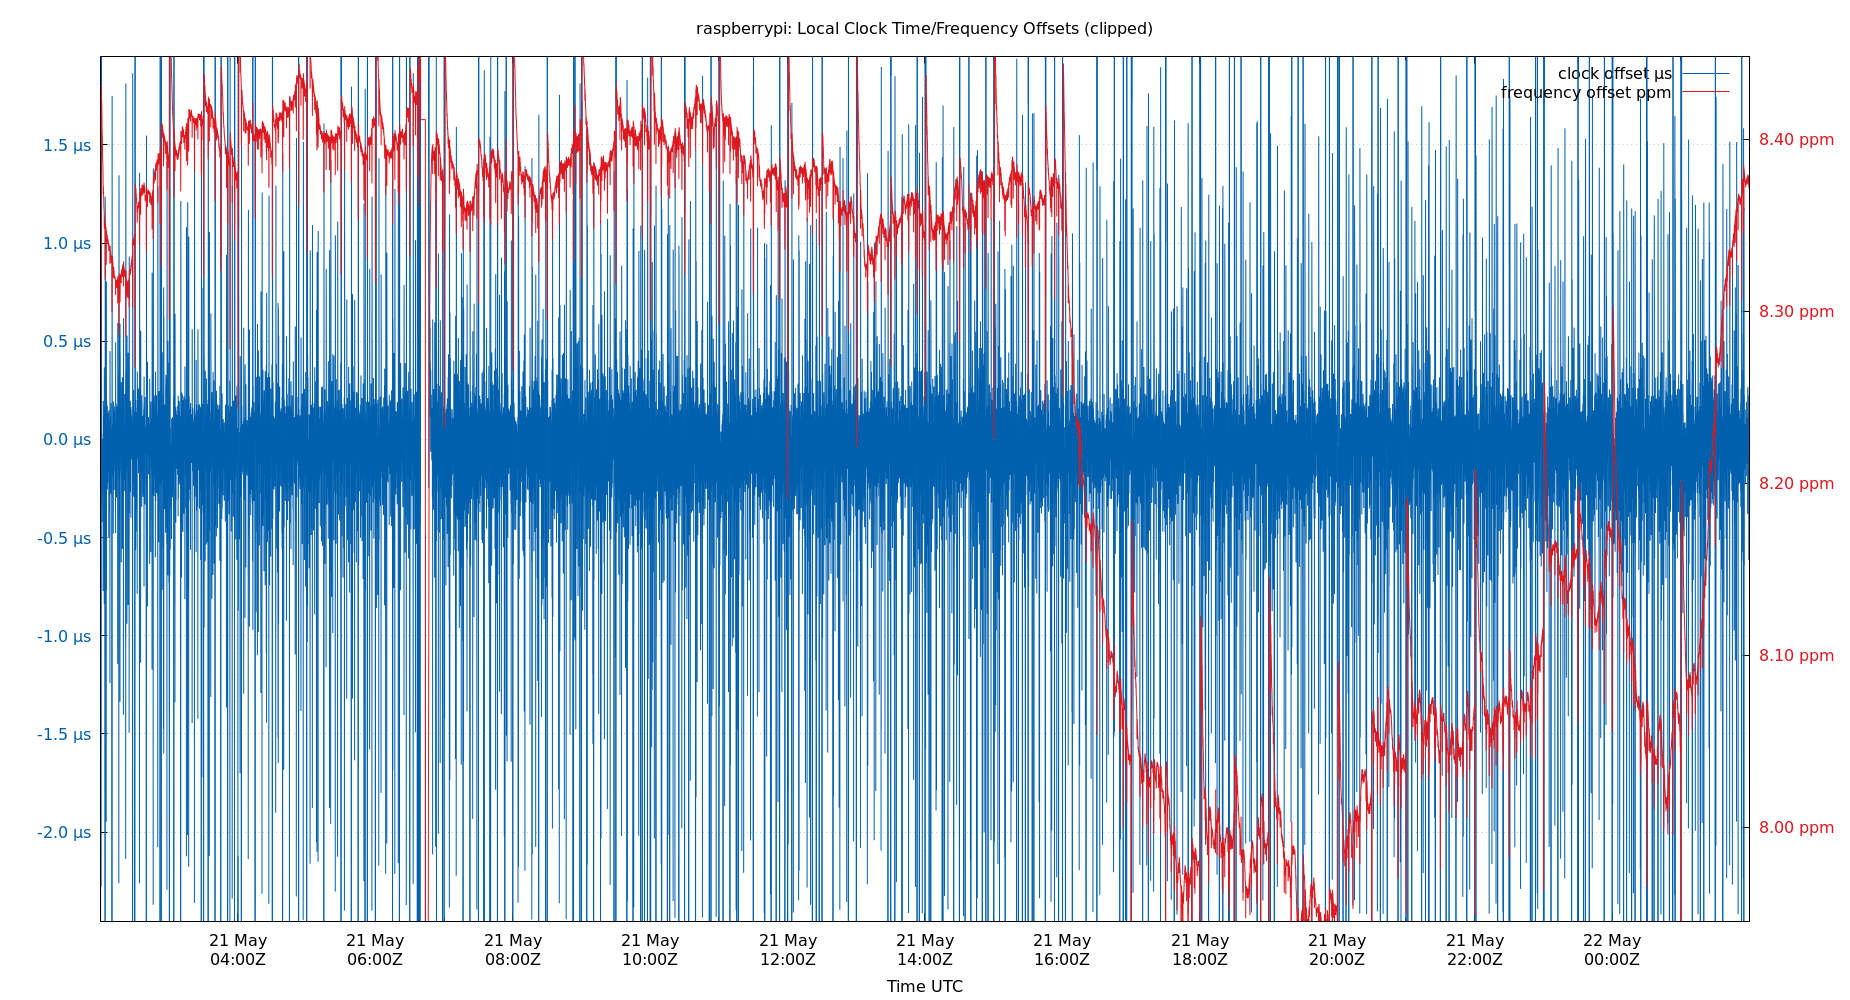 raspberrypi: Local Clock Time/Frequency Offsets (clipped)
clock offset µs
frequency offset ppm
1.5 µs
1.0 µs
0.5 µs
0.0 µs
-0.5 µs
-1.0 µs
-1.5 µs
-2.0 µs
8.40 ppm
8.30 ppm
8.20 ppm
8.10 ppm
8.00 ppm
21 May 21 May 21 May 21 May 21 May 21 May 21 May 21 May 21 May 21 May 22 May
04:00Z 06:00Z 08:00Z 10:00Z 12:00Z 14:00Z 16:00Z 18:00Z 20:00Z 22:00Z 00:00Z
Time UTC